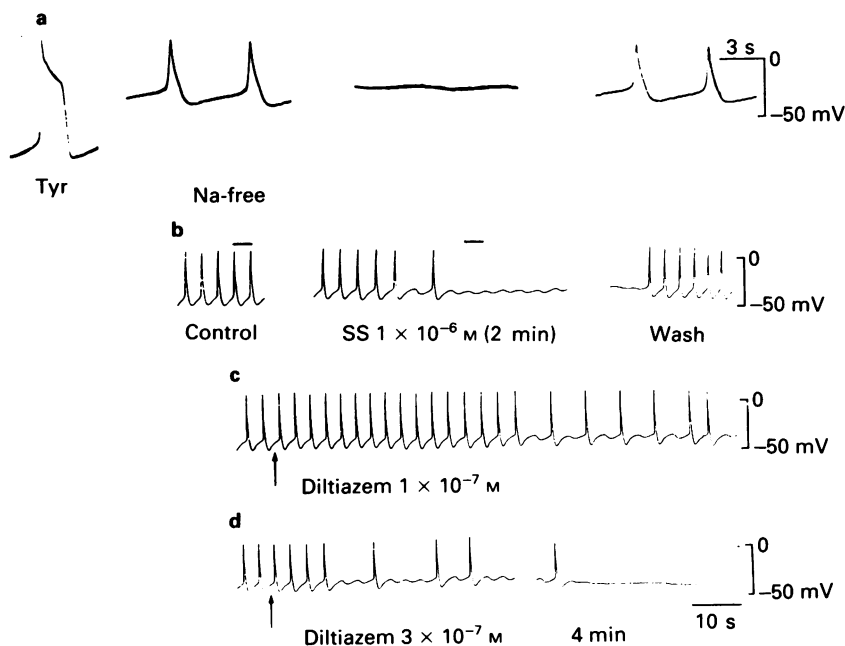 a
3 s
0
−50 mV
Tyr
Na-free
b
0
−50 mV
Control
SS 1 × 10⁻⁶ M (2 min)
Wash
c
0
−50 mV
Diltiazem 1 × 10⁻⁷ M
d
0
−50 mV
10 s
Diltiazem 3 × 10⁻⁷ M
4 min